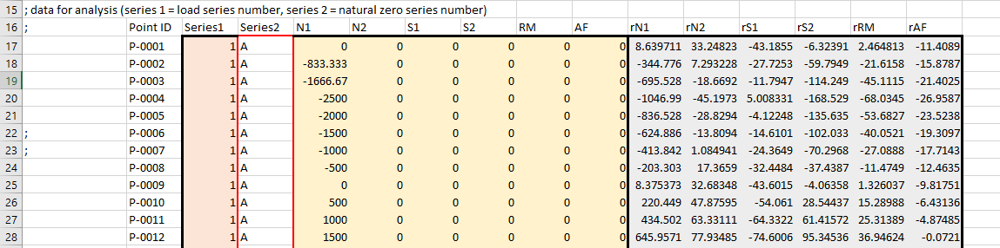 15 ; data for analysis (series 1 = load series number, series 2 = natural zero series number)
16 ; Point ID Series1 Series2 N1 N2 S1 S2 RM AF rN1 rN2 rS1 rS2 rRM rAF
17 P-0001 1 A 0 0 0 0 0 0 8.639711 33.24823 -43.1855 -6.32391 2.464813 -11.4089
18 P-0002 1 A -833.333 0 0 0 0 0 -344.776 7.293228 -27.7253 -59.7949 -21.6158 -15.8787
19 P-0003 1 A -1666.67 0 0 0 0 0 -695.528 -18.6692 -11.7947 -114.249 -45.1115 -21.4025
20 P-0004 1 A -2500 0 0 0 0 0 -1046.99 -45.1973 5.008331 -168.529 -68.0345 -26.9587
21 P-0005 1 A -2000 0 0 0 0 0 -836.528 -28.8294 -4.12248 -135.635 -53.6827 -23.5238
22 ; P-0006 1 A -1500 0 0 0 0 0 -624.886 -13.8094 -14.6101 -102.033 -40.0521 -19.3097
23 ; P-0007 1 A -1000 0 0 0 0 0 -413.842 1.084941 -24.3649 -70.2968 -27.0888 -17.7143
24 P-0008 1 A -500 0 0 0 0 0 -203.303 17.3659 -32.4484 -37.4387 -11.4749 -12.4635
25 P-0009 1 A 0 0 0 0 0 0 8.375373 32.68348 -43.6015 -4.06358 1.326037 -9.81751
26 P-0010 1 A 500 0 0 0 0 0 220.449 47.87595 -54.061 28.54437 15.28988 -6.43136
27 P-0011 1 A 1000 0 0 0 0 0 434.502 63.33111 -64.3322 61.41572 25.31389 -4.87485
28 P-0012 1 A 1500 0 0 0 0 0 645.9571 77.93485 -74.6006 95.34536 36.94624 -0.0721